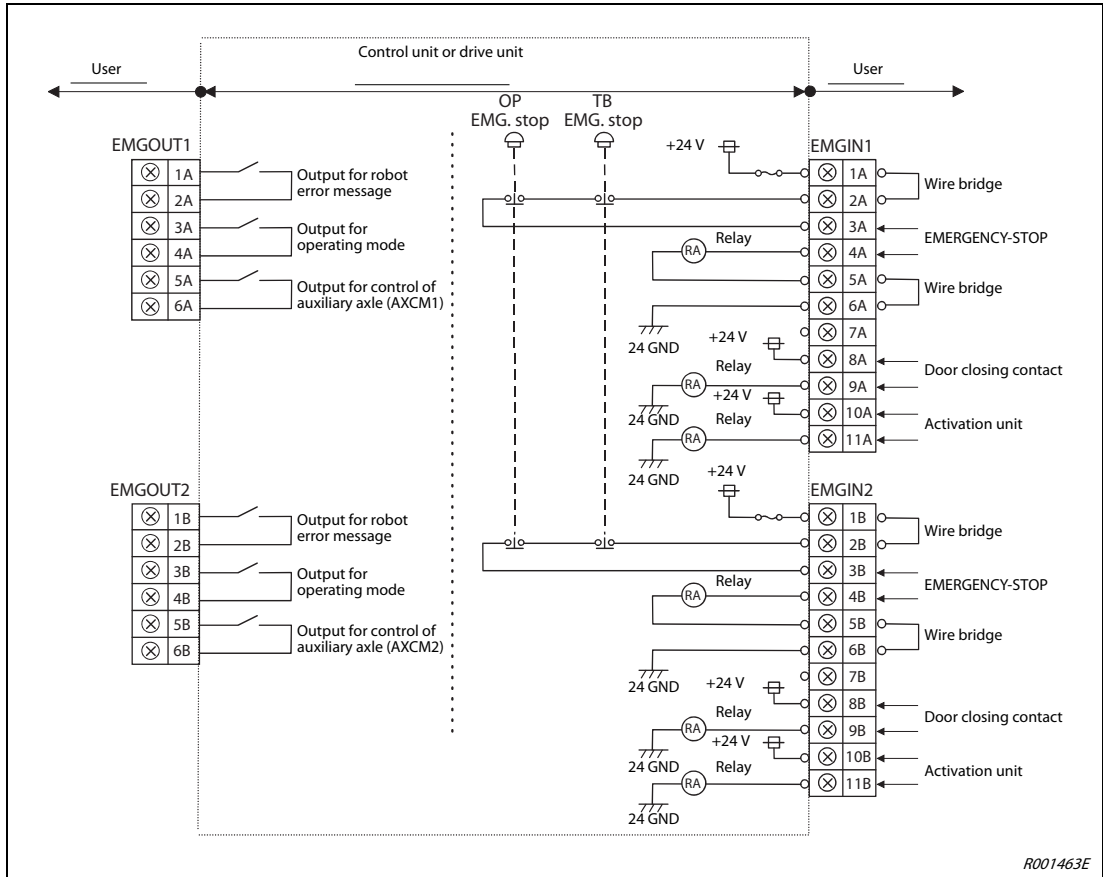 Control unit or drive unit
User
User
OP
EMG. stop
TB
EMG. stop
EMGOUT1
1A
2A
3A
4A
5A
6A
Output for robot
error message
Output for
operating mode
Output for control of
auxiliary axle (AXCM1)
+24 V
EMGIN1
1A
2A
3A
4A
5A
6A
7A
8A
9A
10A
11A
Wire bridge
EMERGENCY-STOP
Wire bridge
Door closing contact
Activation unit
Relay
RA
24 GND
+24 V
Relay
RA
24 GND
+24 V
Relay
RA
24 GND
EMGOUT2
1B
2B
3B
4B
5B
6B
Output for robot
error message
Output for
operating mode
Output for control of
auxiliary axle (AXCM2)
+24 V
EMGIN2
1B
2B
3B
4B
5B
6B
7B
8B
9B
10B
11B
Wire bridge
EMERGENCY-STOP
Wire bridge
Door closing contact
Activation unit
Relay
RA
24 GND
+24 V
Relay
RA
24 GND
+24 V
Relay
RA
24 GND
R001463E